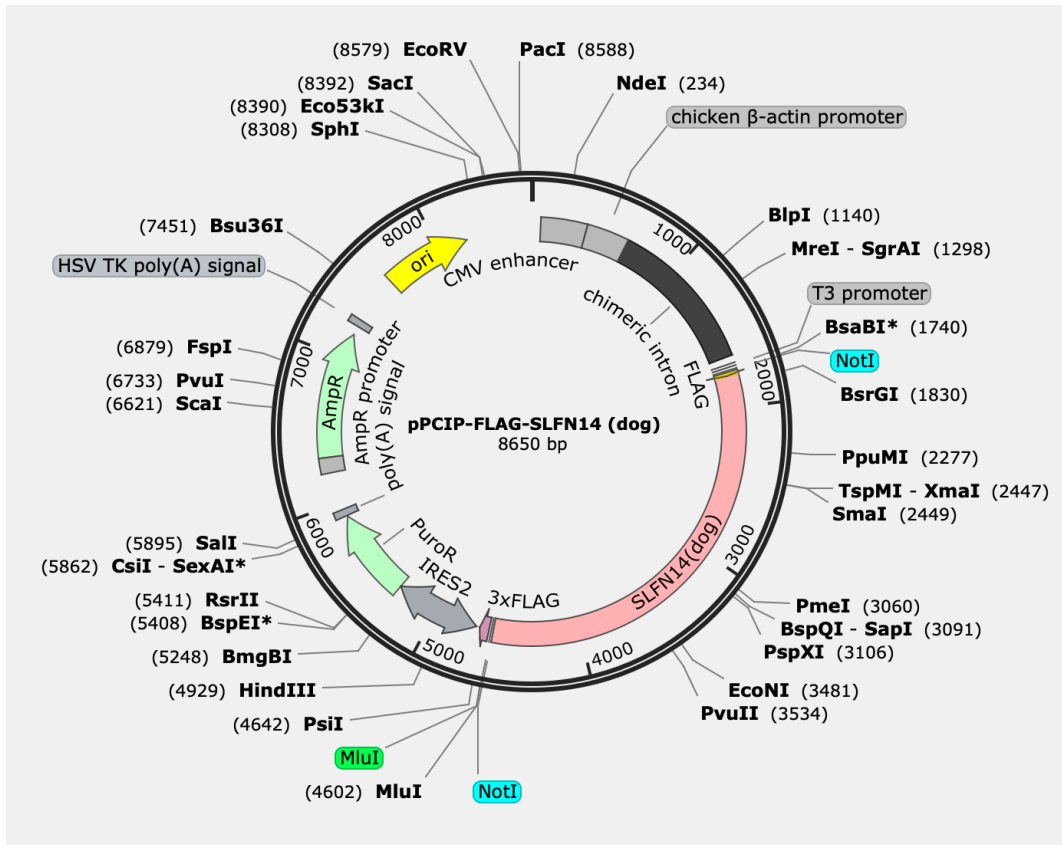 (8579) EcoRV
PacI (8588)
(8392) SacI
NdeI (234)
(8390) Eco53kI
chicken β-actin promoter
(8308) SphI
(7451) Bsu36I
8000
1000
BlpI (1140)
ori
CMV enhancer
MreI - SgrAI (1298)
HSV TK poly(A) signal
chimeric intron
T3 promoter
BsaBI* (1740)
(6879) FspI
7000
AmpR promoter
FLAG
2000
NotI
(6733) PvuI
BsrGI (1830)
(6621) ScaI
AmpR
poly(A) signal
pPCIP-FLAG-SLFN14 (dog)
8650 bp
PpuMI (2277)
TspMI - XmaI (2447)
SmaI (2449)
(5895) SalI
6000
PuroR
SLFN14(dog)
3000
(5862) CsiI - SexAI*
IRES2
3xFLAG
(5411) RsrII
PmeI (3060)
(5408) BspEI*
BspQI - SapI (3091)
(5248) BmgBI
5000
4000
PspXI (3106)
(4929) HindIII
EcoNI (3481)
(4642) PsiI
PvuII (3534)
MluI
(4602) MluI
NotI